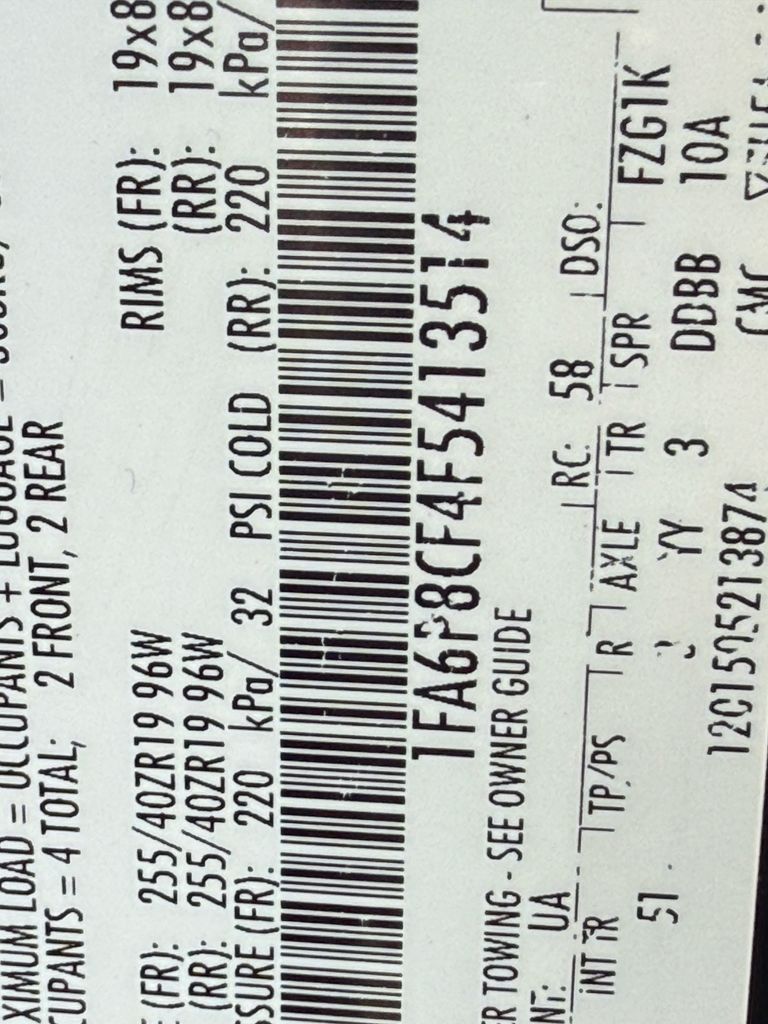 XIMUM LOAD = OCCUPANTS + LUGGAGE =
CUPANTS = 4 TOTAL; 2 FRONT, 2 REAR
(FR): 255/40ZR19 96W RIMS (FR): 19x8
(RR): 255/40ZR19 96W (RR): 19x8
SSURE (FR): 220 kPa/ 32 PSI COLD (RR): 220 kPa/
1FA6P8CF4F5413514
R TOWING - SEE OWNER GUIDE
NT: UA RC: 58 DSO:
INT TR TP/PS R AXLE TR SPR FZG1K
51 YY 3 DDBB 10A